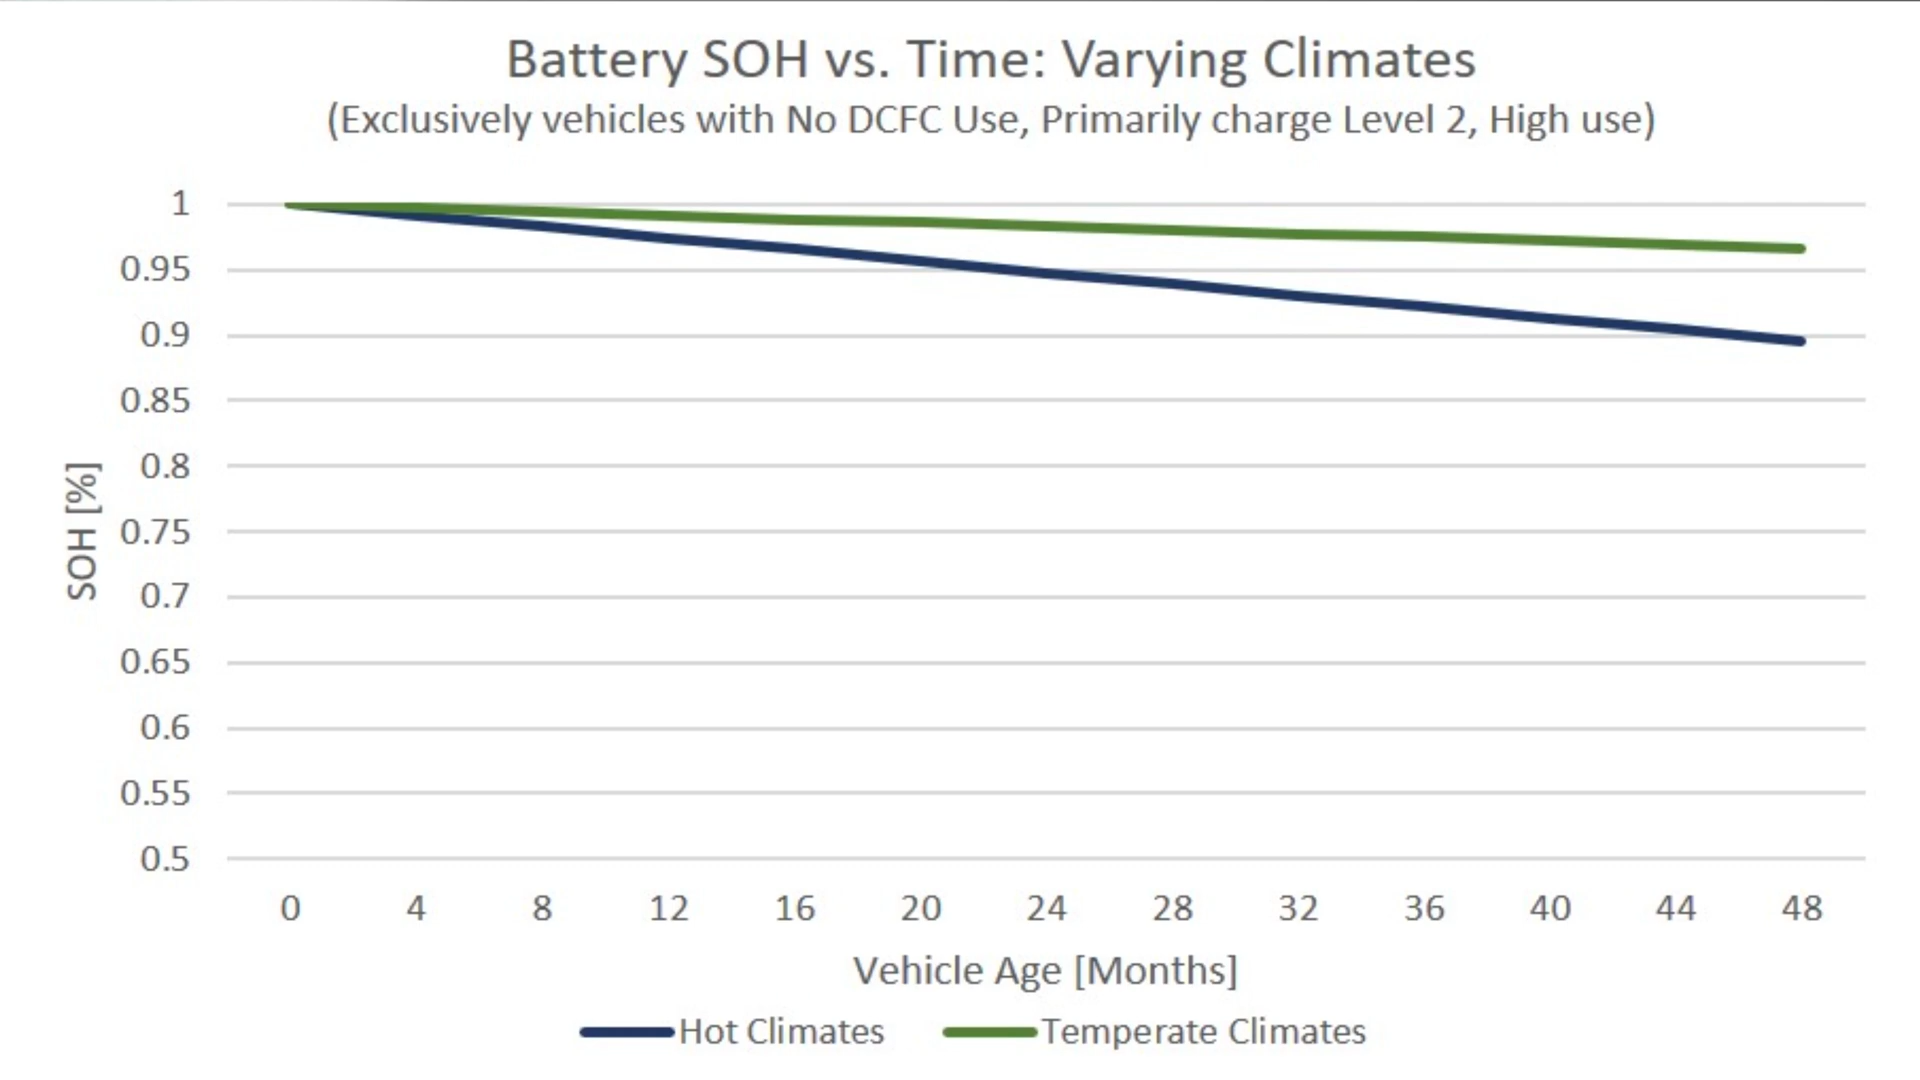 Battery SOH vs. Time: Varying Climates
(Exclusively vehicles with No DCFC Use, Primarily charge Level 2, High use)
1
0.95
0.9
0.85
0.8
0.75
0.7
0.65
0.6
0.55
0.5
SOH [%]
0 4 8 12 16 20 24 28 32 36 40 44 48
Vehicle Age [Months]
Hot Climates Temperate Climates